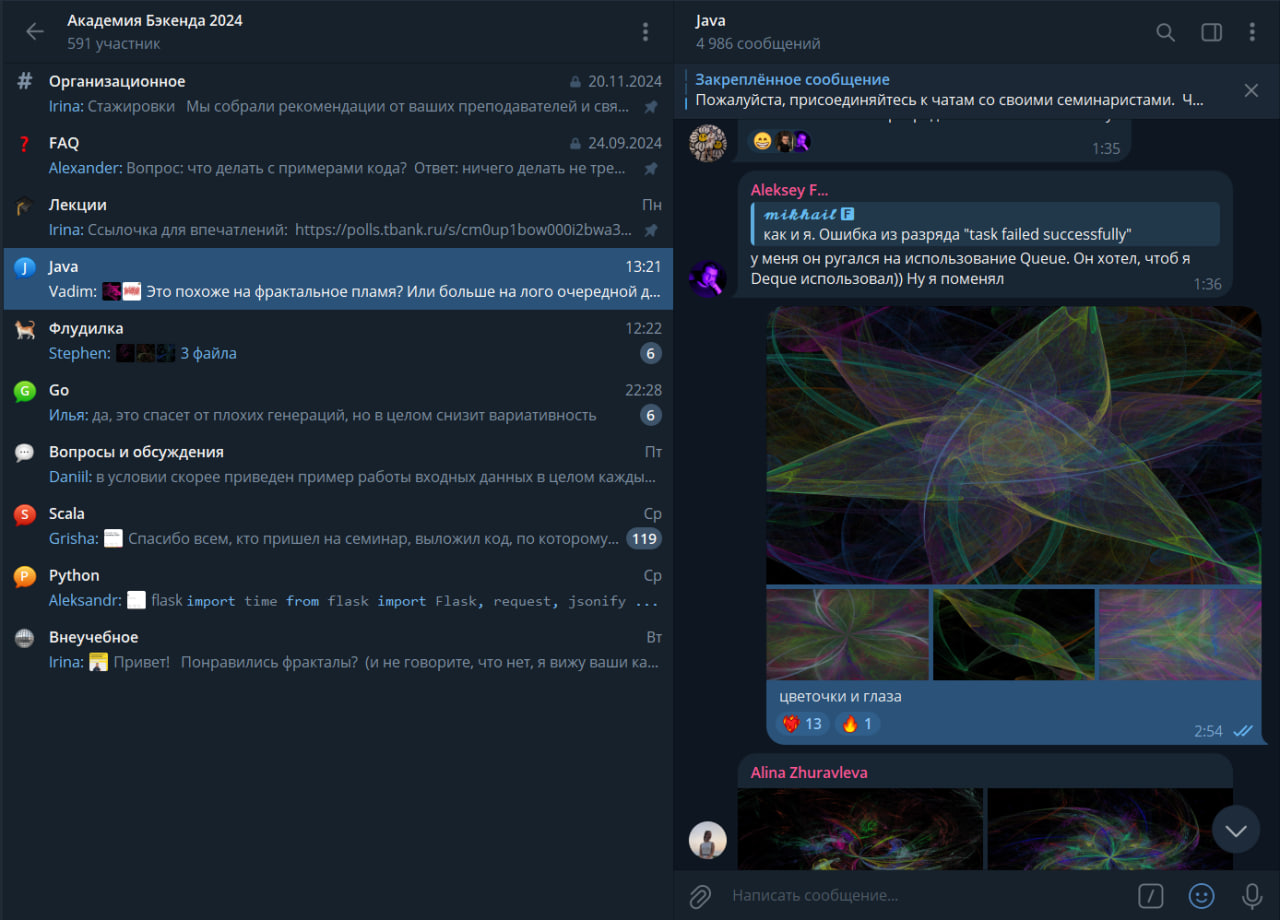 Академия Бэкенда 2024
591 участник
Организационное
20.11.2024
Irina: Стажировки Мы собрали рекомендации от ваших преподавателей и свя...
FAQ
24.09.2024
Alexander: Вопрос: что делать с примерами кода? Ответ: ничего делать не тре...
Лекции
Пн
Irina: Ссылочка для впечатлений: https://polls.tbank.ru/s/cm0up1bow000i2bwa3...
J
Java
13:21
Vadim: Это похоже на фрактальное пламя? Или больше на лого очередной д...
Флудилка
12:22
Stephen: 3 файла
6
G
Go
22:28
Илья: да, это спасет от плохих генераций, но в целом снизит вариативность
6
Вопросы и обсуждения
Пт
Daniil: в условии скорее приведен пример работы входных данных в целом кажды...
S
Scala
Ср
Grisha: Спасибо всем, кто пришел на семинар, выложил код, по которому...
119
P
Python
Ср
Aleksandr: flask import time from flask import Flask, request, jsonify ...
Внеучебное
Вт
Irina: Привет! Понравились фракталы? (и не говорите, что нет, я вижу ваши ка...
Java
4 986 сообщений
Закреплённое сообщение
Пожалуйста, присоединяйтесь к чатам со своими семинаристами. Ч...
1:35
Aleksey F...
𝓶𝓲𝓴𝓱𝓪𝓲𝓵 F
как и я. Ошибка из разряда "task failed successfully"
у меня он ругался на использование Queue. Он хотел, чтоб я
Deque использовал)) Ну я поменял
1:36
цветочки и глаза
13
1
2:54
Alina Zhuravleva
Написать сообщение...